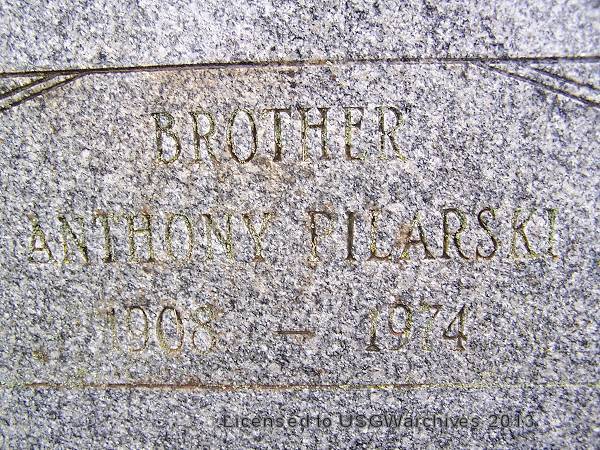 BROTHER
ANTHONY PILARSKI
1908 – 1974
Licensed to USGWarchives 2013